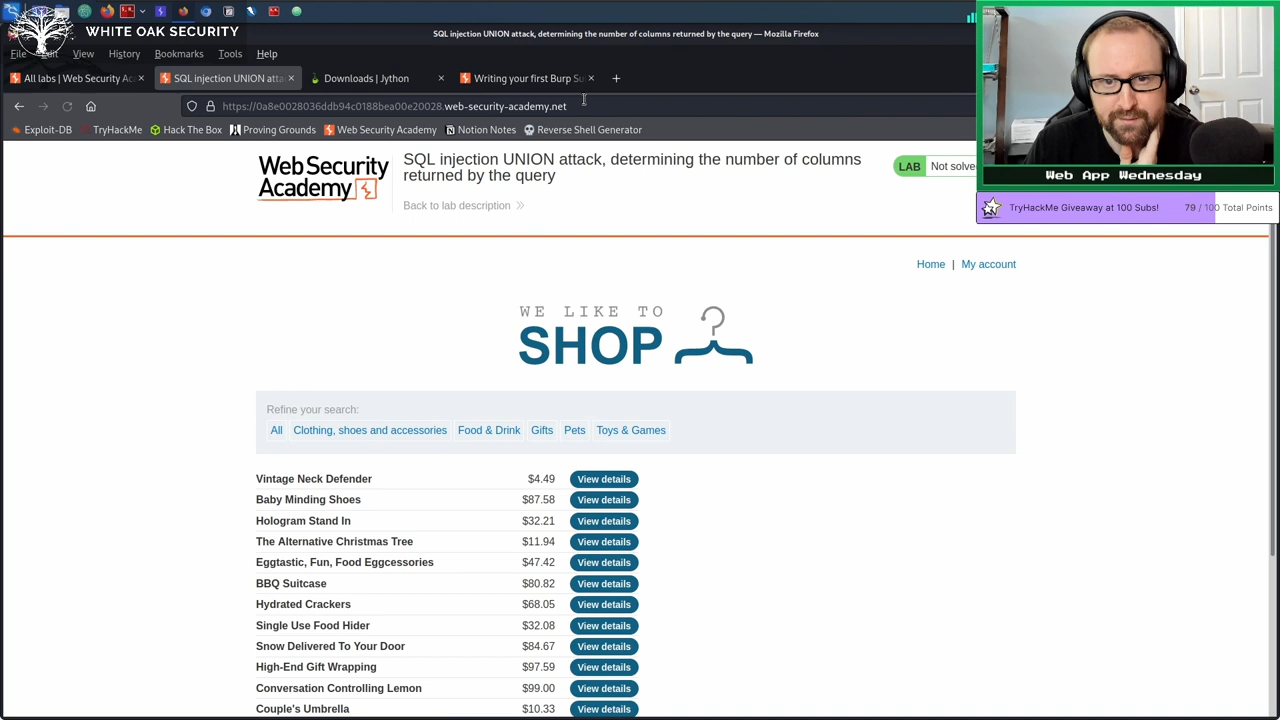 WHITE OAK SECURITY
SQL injection UNION attack, determining the number of columns returned by the query — Mozilla Firefox
File Edit View History Bookmarks Tools Help
All labs | Web Security Ac
SQL injection UNION atta
Downloads | Jython
Writing your first Burp Su
https://0a8e0028036ddb94c0188bea00e20028.web-security-academy.net
Exploit-DB TryHackMe Hack The Box Proving Grounds Web Security Academy Notion Notes Reverse Shell Generator
Web App Wednesday
TryHackMe Giveaway at 100 Subs! 79 / 100 Total Points
Web Security
Academy
SQL injection UNION attack, determining the number of columns
returned by the query
Back to lab description
LAB Not solve
Home | My account
WE LIKE TO
SHOP
Refine your search:
All Clothing, shoes and accessories Food & Drink Gifts Pets Toys & Games
Vintage Neck Defender $4.49 View details
Baby Minding Shoes $87.58 View details
Hologram Stand In $32.21 View details
The Alternative Christmas Tree $11.94 View details
Eggtastic, Fun, Food Eggcessories $47.42 View details
BBQ Suitcase $80.82 View details
Hydrated Crackers $68.05 View details
Single Use Food Hider $32.08 View details
Snow Delivered To Your Door $84.67 View details
High-End Gift Wrapping $97.59 View details
Conversation Controlling Lemon $99.00 View details
Couple's Umbrella $10.33 View details